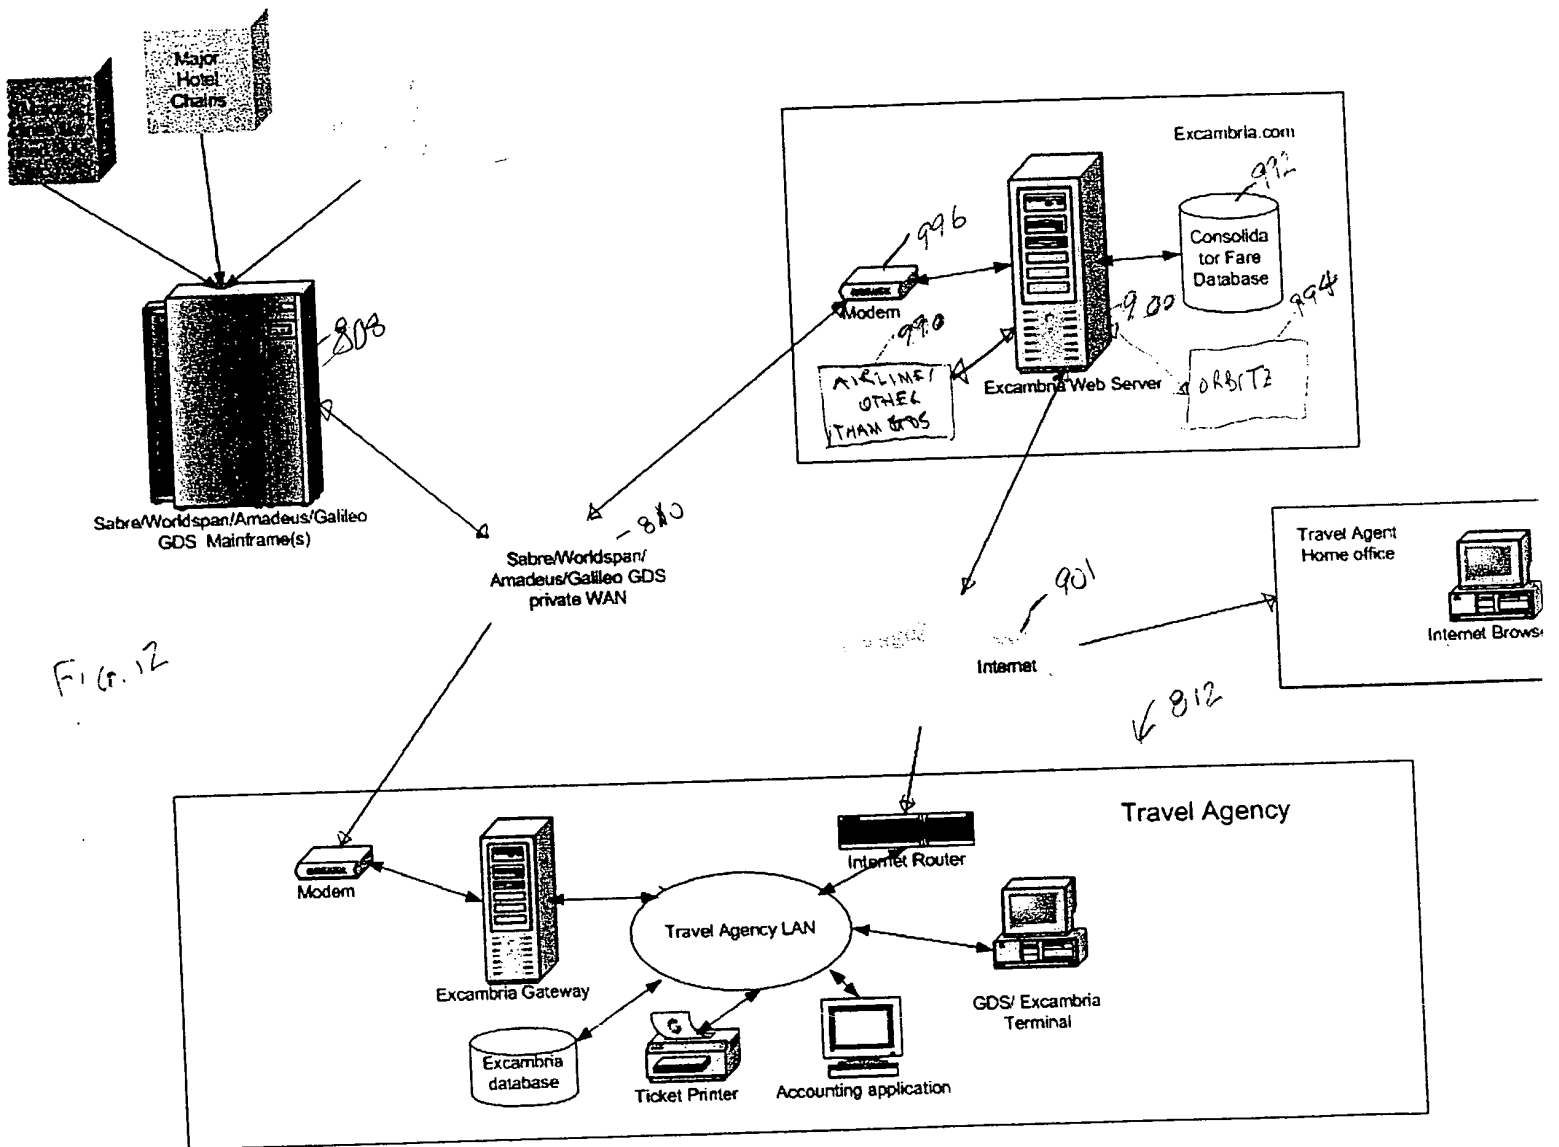 Major
Hotel
Chains
808
Sabre/Worldspan/Amadeus/Galileo
GDS Mainframe(s)
Excambria.com
992
996
Consolida
tor Fare
Database
Modem
990
900
994
AIRLINE/
OTHER
THAN GDS
Excambria Web Server
ORBITZ
810
Sabre/Worldspan/
Amadeus/Galileo GDS
private WAN
901
Internet
Travel Agent
Home office
Internet Browse
FIG. 12
812
Travel Agency
Modem
Excambria Gateway
Travel Agency LAN
Internet Router
GDS/ Excambria
Terminal
Excambria
database
Ticket Printer
Accounting application